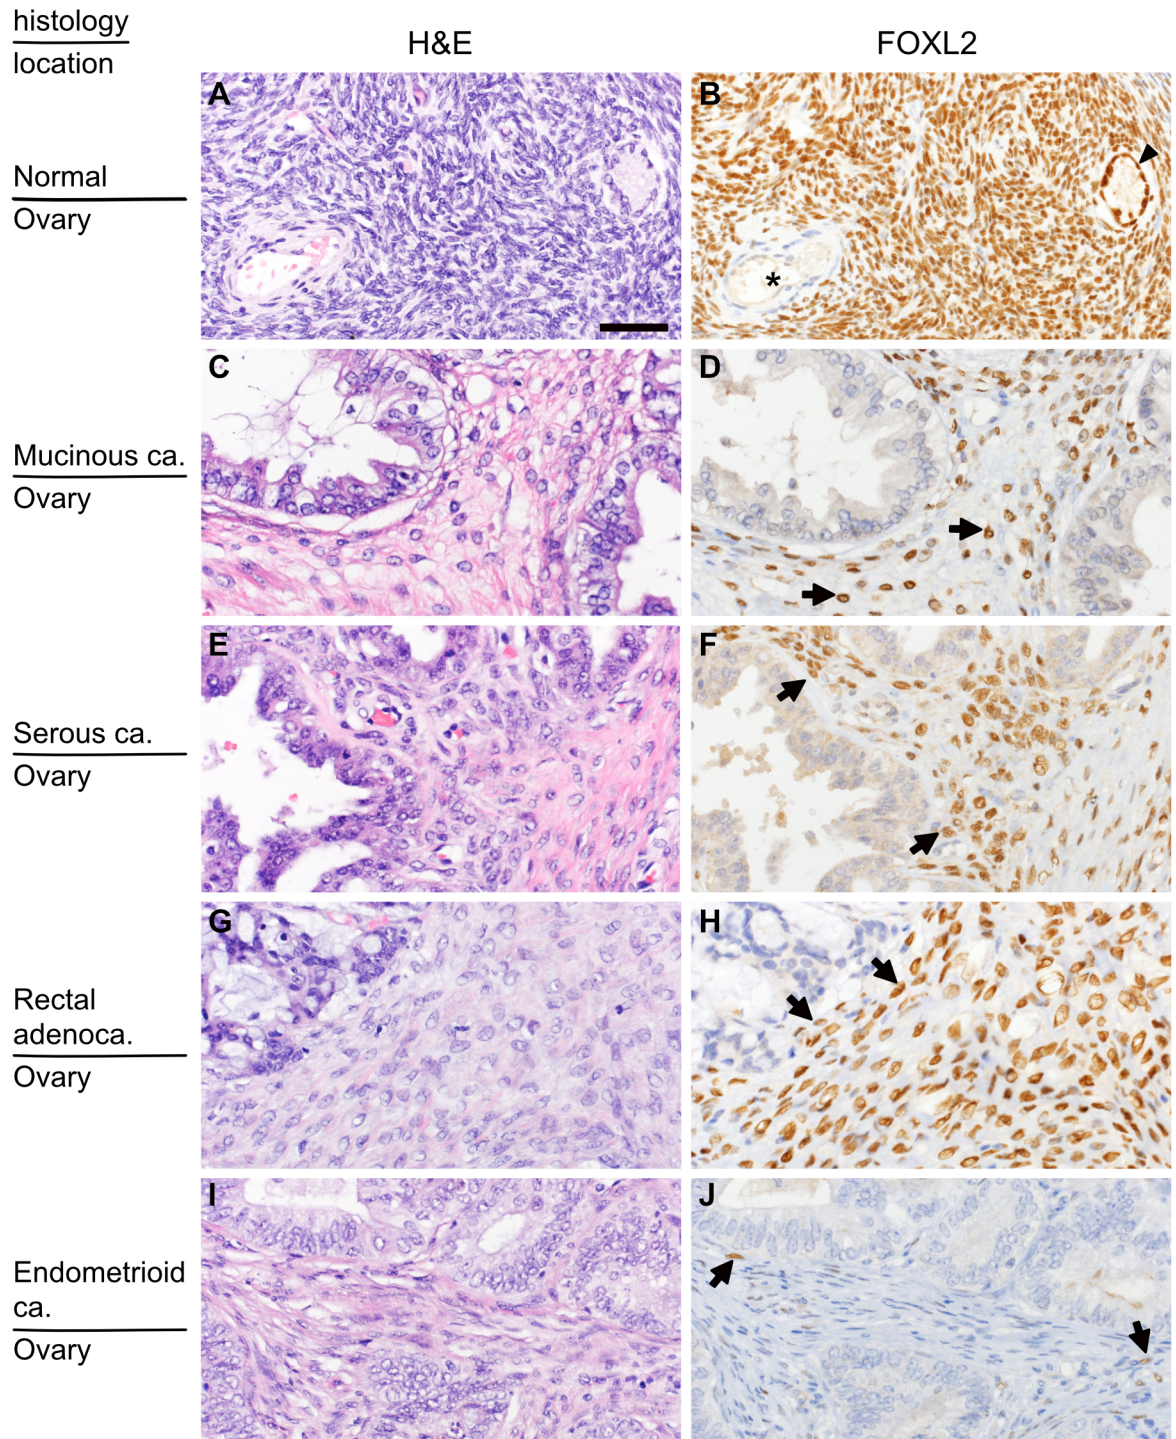 histology
location
H&E
FOXL2
A
B
Normal
Ovary
*
C
D
Mucinous ca.
Ovary
E
F
Serous ca.
Ovary
G
H
Rectal
adenoca.
Ovary
I
J
Endometrioid
ca.
Ovary